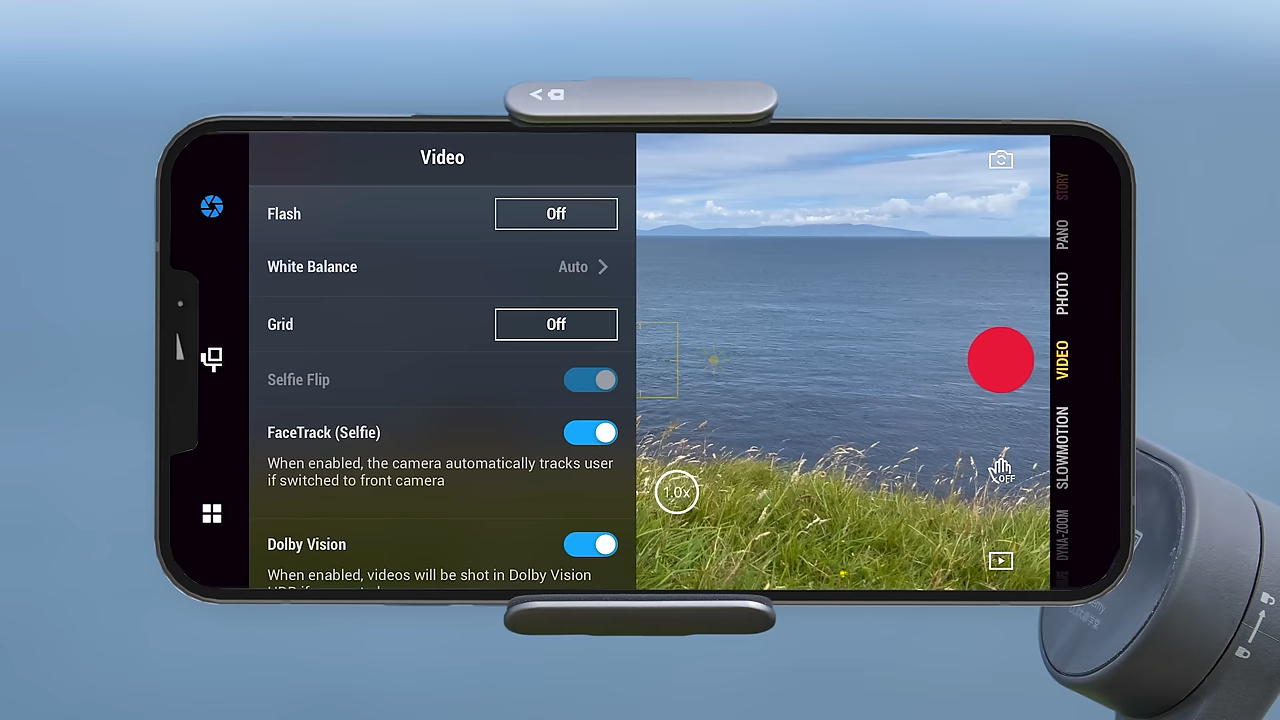 Video
Flash
Off
White Balance
Auto
Grid
Off
Selfie Flip
FaceTrack (Selfie)
When enabled, the camera automatically tracks user
if switched to front camera
Dolby Vision
When enabled, videos will be shot in Dolby Vision
1.0x
OFF
STORY
PANO
PHOTO
VIDEO
SLOWMOTION
DYNA-ZOOM